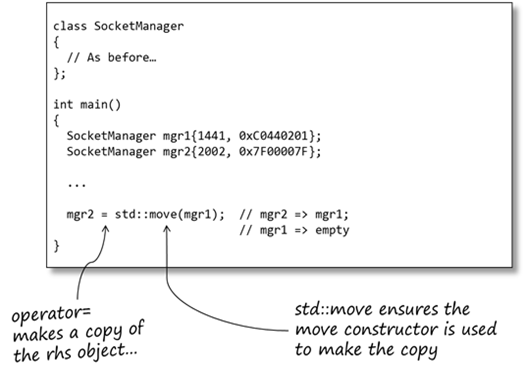 class SocketManager
{
// As before…
};
int main()
{
SocketManager mgr1{1441, 0xC0440201};
SocketManager mgr2{2002, 0x7F00007F};
...
mgr2 = std::move(mgr1); // mgr2 => mgr1;
// mgr1 => empty
}
operator=
makes a copy of
the rhs object…
std::move ensures the
move constructor is used
to make the copy